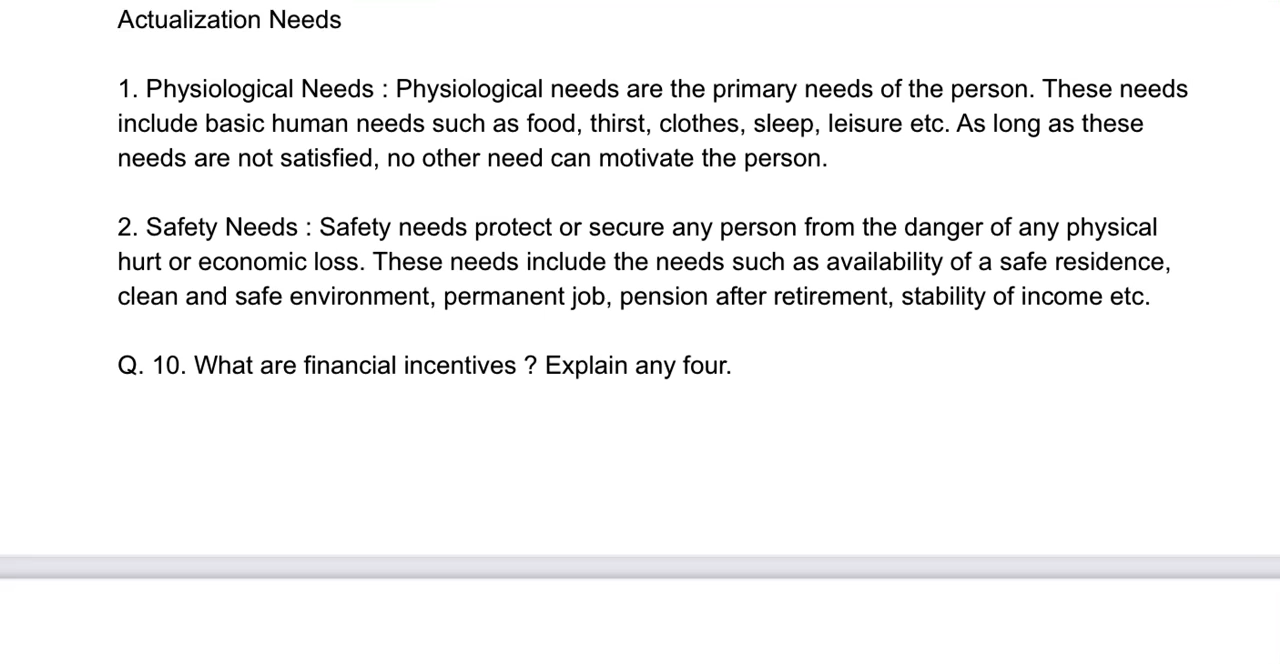 Actualization Needs
1. Physiological Needs : Physiological needs are the primary needs of the person. These needs
include basic human needs such as food, thirst, clothes, sleep, leisure etc. As long as these
needs are not satisfied, no other need can motivate the person.
2. Safety Needs : Safety needs protect or secure any person from the danger of any physical
hurt or economic loss. These needs include the needs such as availability of a safe residence,
clean and safe environment, permanent job, pension after retirement, stability of income etc.
Q. 10. What are financial incentives ? Explain any four.